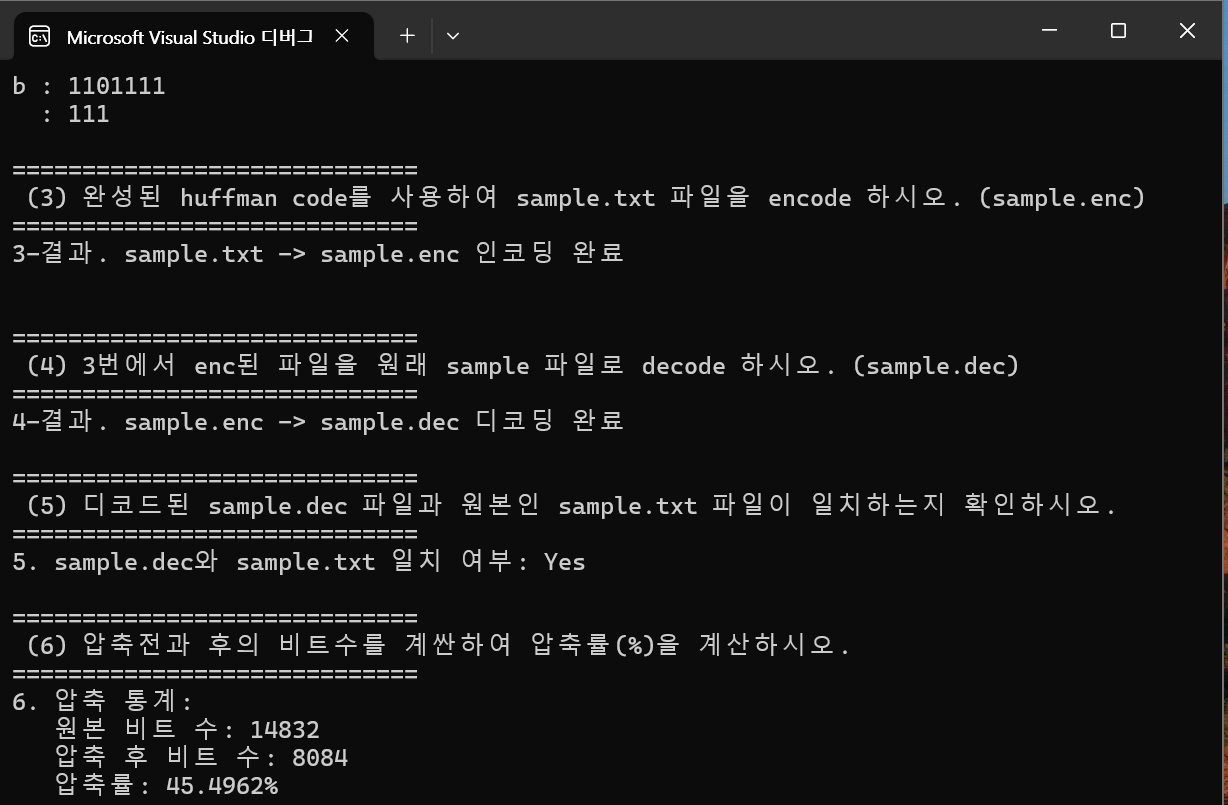 Microsoft Visual Studio 디버그
b : 1101111
  : 111
=============================
 (3) 완성된 huffman code를 사용하여 sample.txt 파일을 encode 하시오. (sample.enc)
=============================
3-결과. sample.txt -> sample.enc 인코딩 완료
=============================
 (4) 3번에서 enc된 파일을 원래 sample 파일로 decode 하시오. (sample.dec)
=============================
4-결과. sample.enc -> sample.dec 디코딩 완료
=============================
 (5) 디코드된 sample.dec 파일과 원본인 sample.txt 파일이 일치하는지 확인하시오.
=============================
5. sample.dec와 sample.txt 일치 여부: Yes
=============================
 (6) 압축전과 후의 비트수를 계싼하여 압축률(%)을 계산하시오.
=============================
6. 압축 통계:
   원본 비트 수: 14832
   압축 후 비트 수: 8084
   압축률: 45.4962%